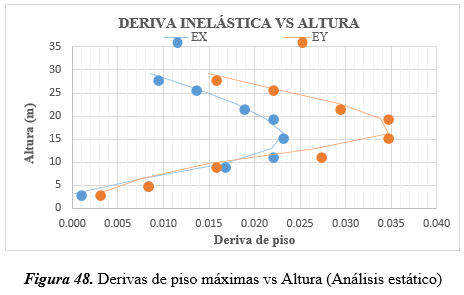 DERIVA INELÁSTICA VS ALTURA
EX EY
35
30
25
20
15
10
5
0
Altura (m)
0.000 0.005 0.010 0.015 0.020 0.025 0.030 0.035 0.040
Deriva de piso
Figura 48. Derivas de piso máximas vs Altura (Análisis estático)